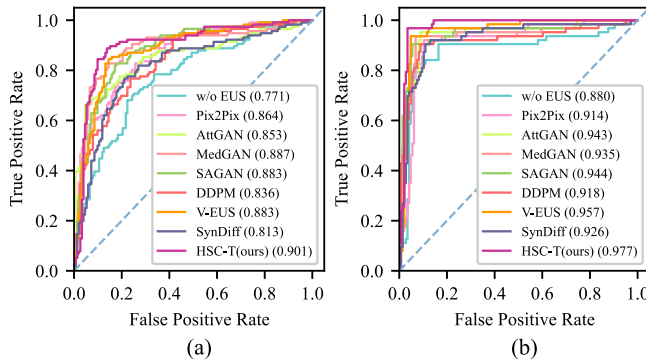 True Positive Rate
1.0
0.8
0.6
0.4
0.2
0.0
w/o EUS (0.771)
Pix2Pix (0.864)
AttGAN (0.853)
MedGAN (0.887)
SAGAN (0.883)
DDPM (0.836)
V-EUS (0.883)
SynDiff (0.813)
HSC-T(ours) (0.901)
0.0 0.2 0.4 0.6 0.8 1.0
False Positive Rate
(a)
True Positive Rate
1.0
0.8
0.6
0.4
0.2
0.0
w/o EUS (0.880)
Pix2Pix (0.914)
AttGAN (0.943)
MedGAN (0.935)
SAGAN (0.944)
DDPM (0.918)
V-EUS (0.957)
SynDiff (0.926)
HSC-T(ours) (0.977)
0.0 0.2 0.4 0.6 0.8 1.0
False Positive Rate
(b)